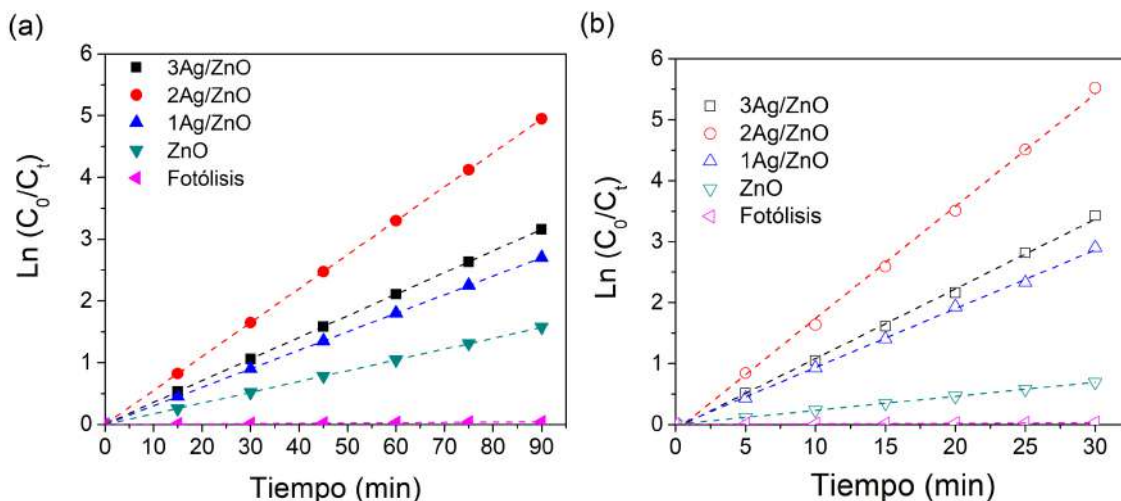 (a)
6
5
4
3
2
1
0
Ln (C₀/Cₜ)
3Ag/ZnO
2Ag/ZnO
1Ag/ZnO
ZnO
Fotólisis
0 10 20 30 40 50 60 70 80 90
Tiempo (min)
(b)
6
5
4
3
2
1
0
Ln (C₀/Cₜ)
3Ag/ZnO
2Ag/ZnO
1Ag/ZnO
ZnO
Fotólisis
0 5 10 15 20 25 30
Tiempo (min)